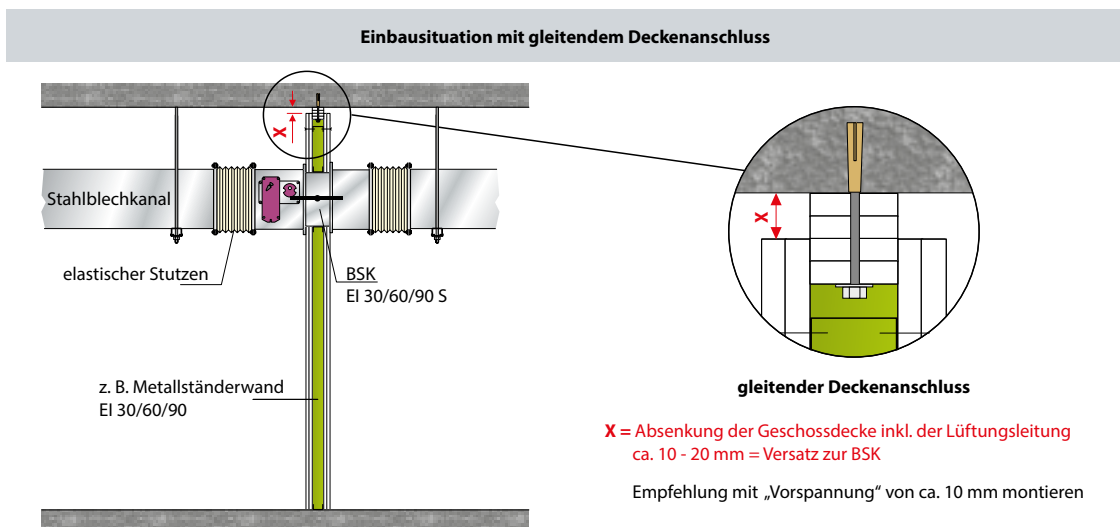 Einbausituation mit gleitendem Deckenanschluss
X
Stahlblechkanal
elastischer Stutzen
BSK
EI 30/60/90 S
z. B. Metallständerwand
EI 30/60/90
X
gleitender Deckenanschluss
X = Absenkung der Geschossdecke inkl. der Lüftungsleitung
ca. 10 - 20 mm = Versatz zur BSK
Empfehlung mit „Vorspannung“ von ca. 10 mm montieren